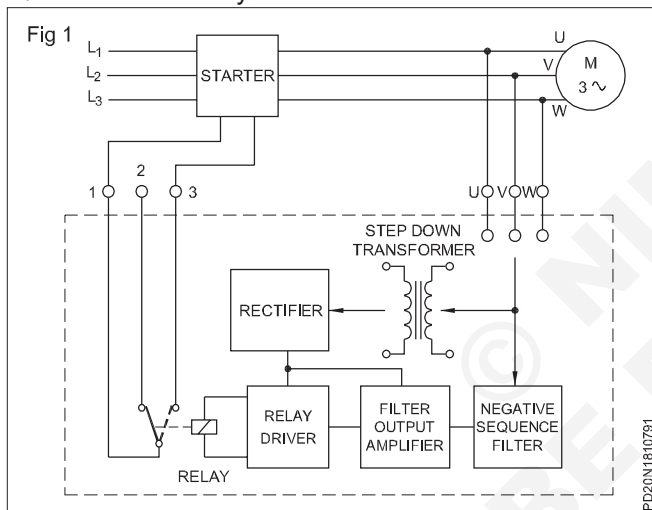 Fig 1
L1
L2
L3
STARTER
U
V
W
M
3 ∿
1
2
3
U
V
W
STEP DOWN
TRANSFORMER
RECTIFIER
RELAY
DRIVER
FILTER
OUTPUT
AMPLIFIER
NEGATIVE
SEQUENCE
FILTER
RELAY
PD20N1810791